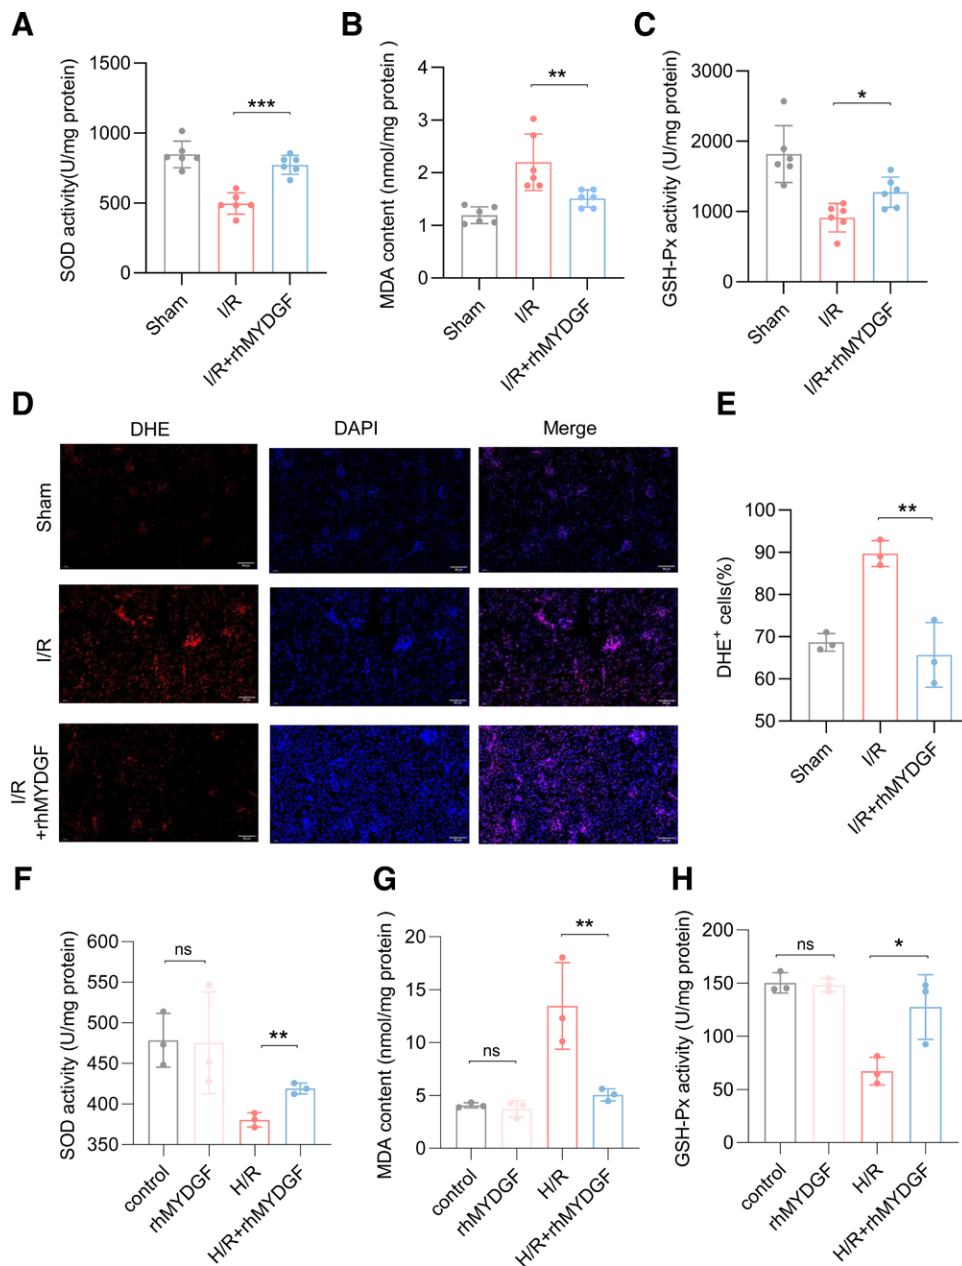 A
SOD activity(U/mg protein)
1500
1000
500
0
***
Sham
I/R
I/R+rhMYDGF
B
MDA content (nmol/mg protein )
4
3
2
1
0
**
Sham
I/R
I/R+rhMYDGF
C
GSH-Px activity (U/mg protein)
3000
2000
1000
0
*
Sham
I/R
I/R+rhMYDGF
D
DHE
DAPI
Merge
Sham
I/R
I/R
+rhMYDGF
E
DHE+ cells(%)
100
90
80
70
60
50
**
Sham
I/R
I/R+rhMYDGF
F
SOD activity (U/mg protein)
600
500
450
400
350
ns
**
control
rhMYDGF
H/R
H/R+rhMYDGF
G
MDA content (nmol/mg protein )
20
15
10
5
0
ns
**
control
rhMYDGF
H/R
H/R+rhMYDGF
H
GSH-Px activity (U/mg protein)
200
150
100
50
0
ns
*
control
rhMYDGF
H/R
H/R+rhMYDGF